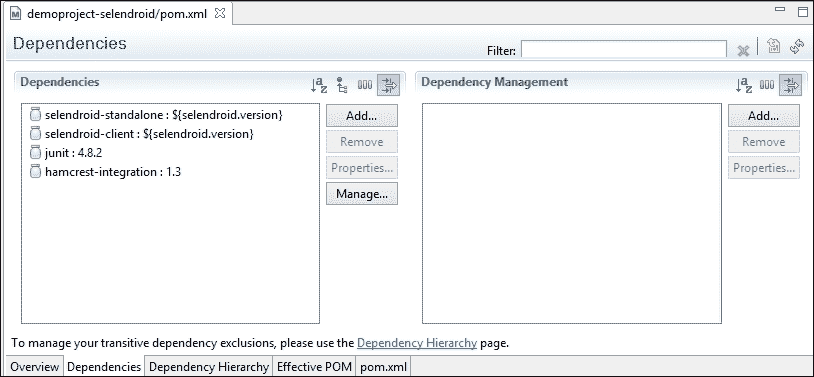 demoproject-selendroid/pom.xml
Dependencies
Filter:
Dependencies
selendroid-standalone : ${selendroid.version}
selendroid-client : ${selendroid.version}
junit : 4.8.2
hamcrest-integration : 1.3
Add...
Remove
Properties...
Manage...
Dependency Management
Add...
Remove
Properties...
To manage your transitive dependency exclusions, please use the Dependency Hierarchy page.
Overview Dependencies Dependency Hierarchy Effective POM pom.xml